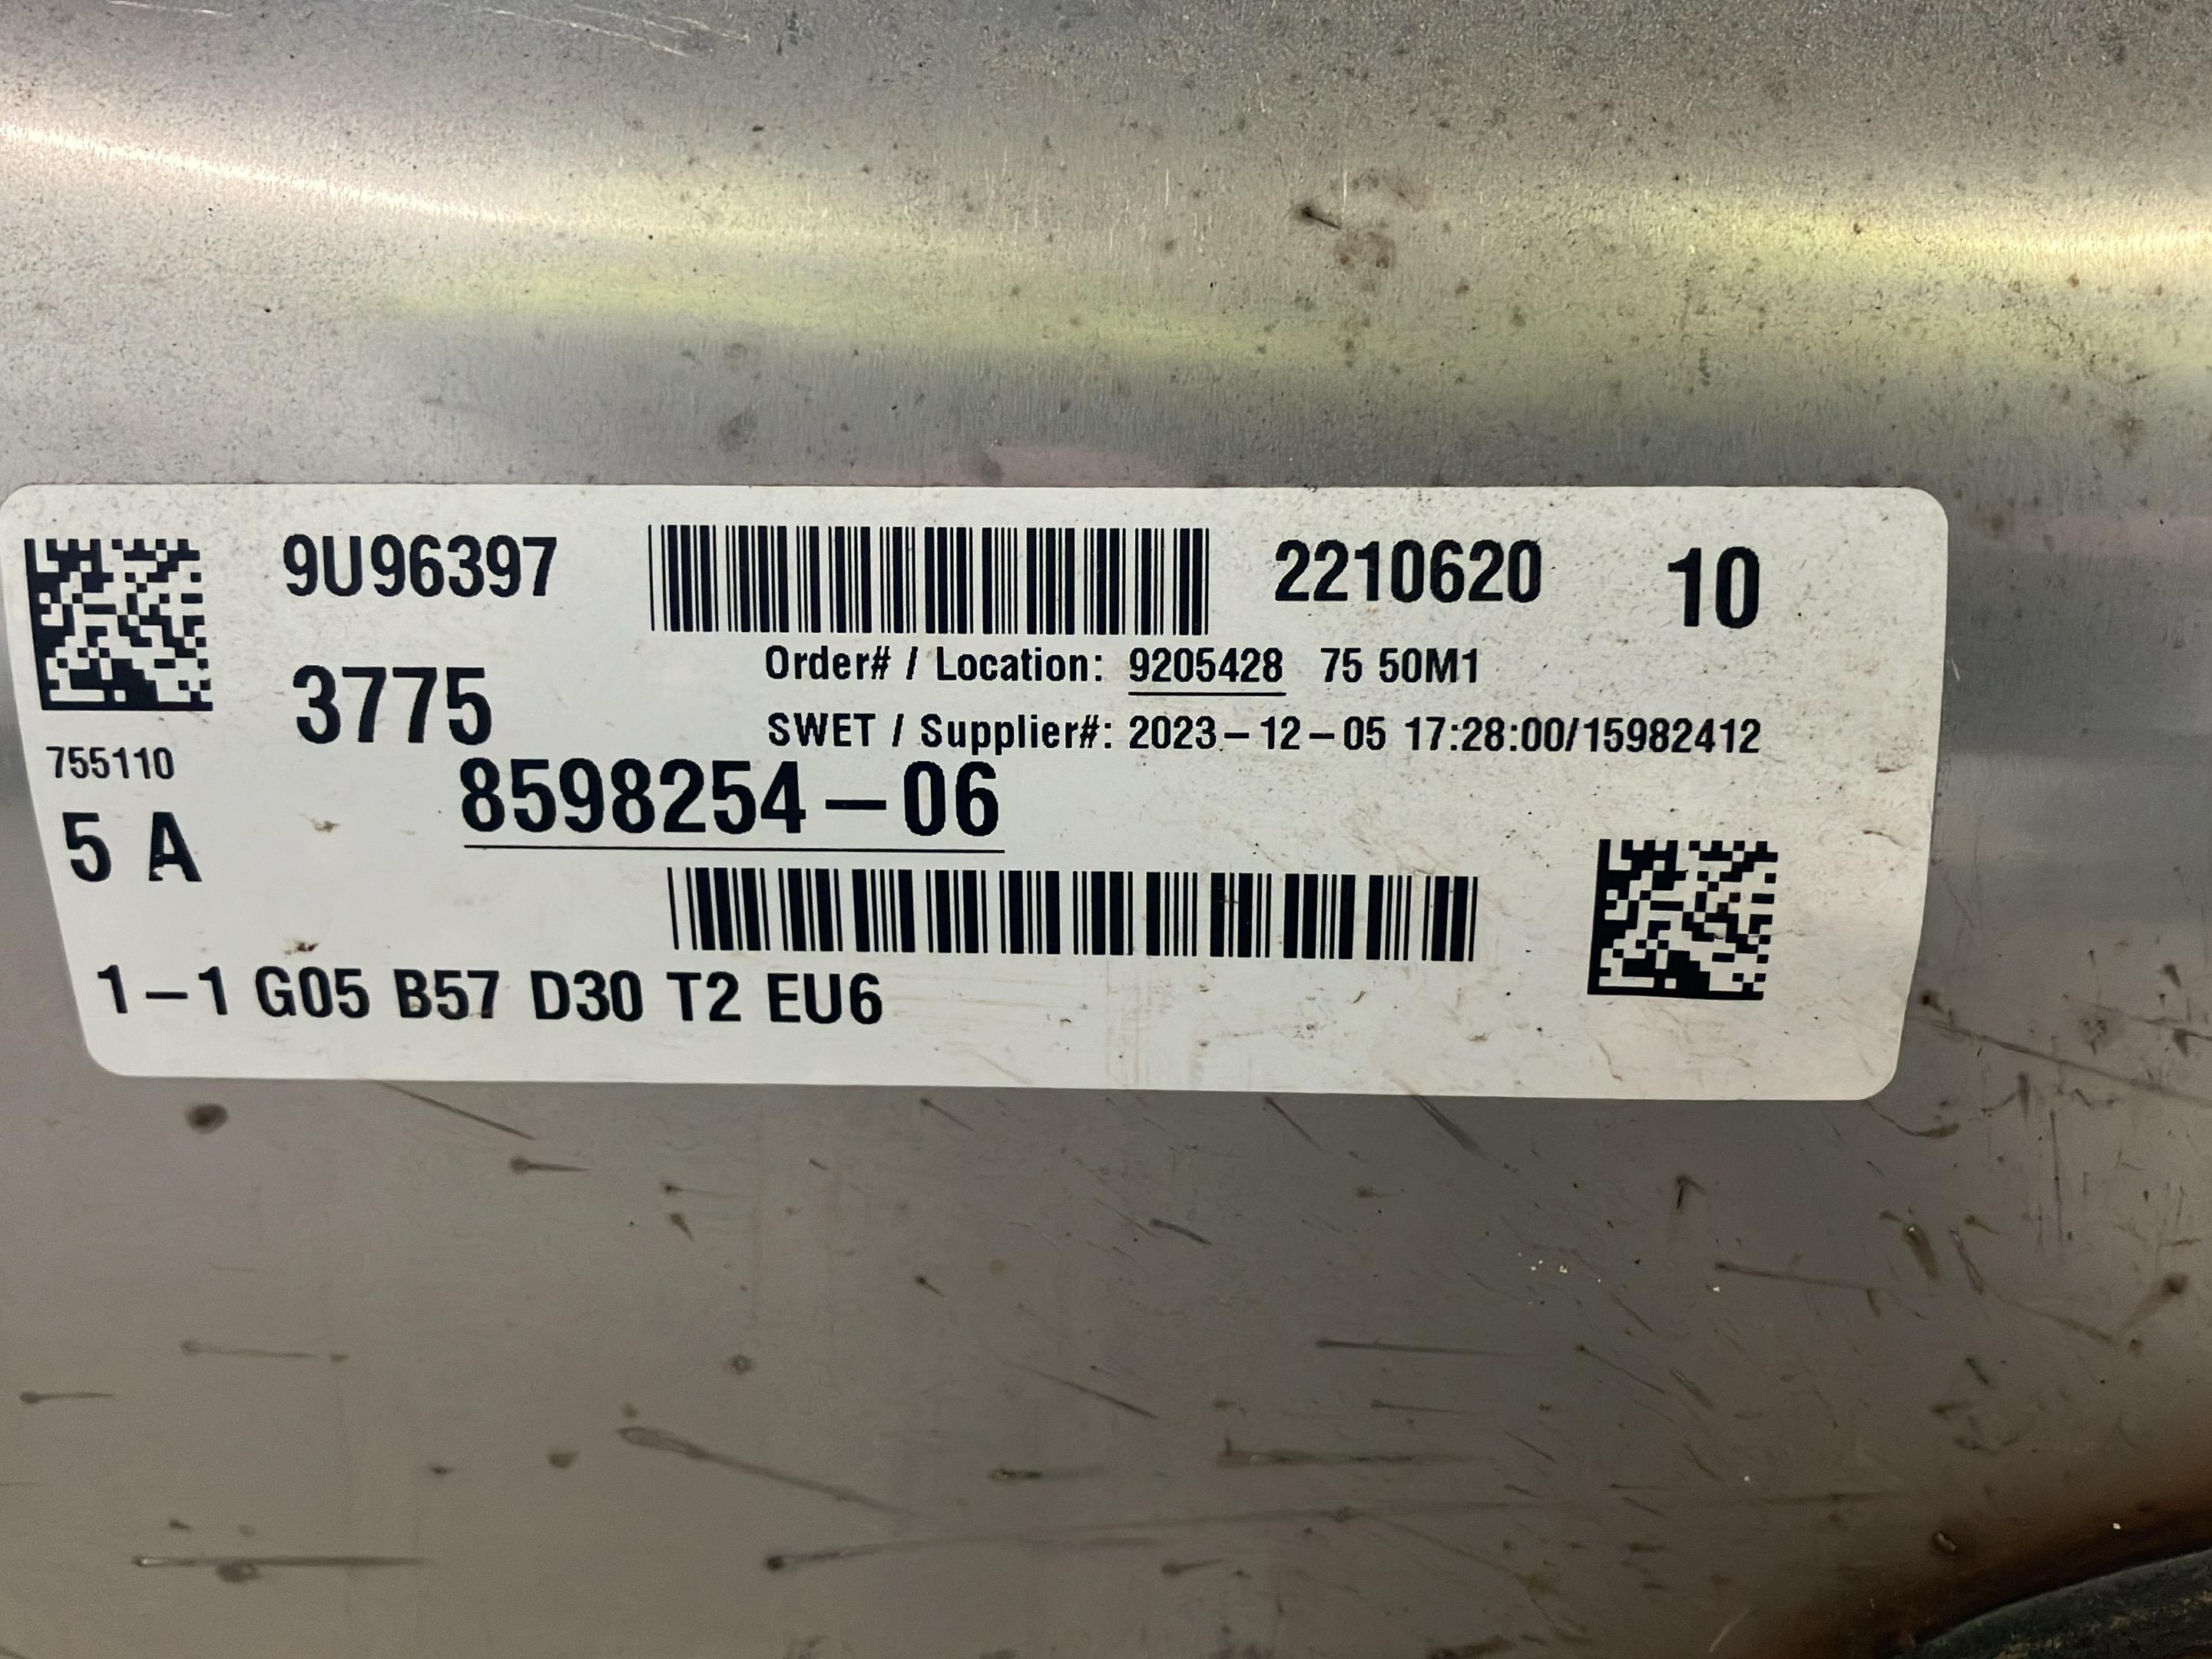 9U96397 2210620 10
3775 Order# / Location: 9205428 75 50M1
SWET / Supplier#: 2023-12-05 17:28:00/15982412
755110
8598254-06
5 A
1-1 G05 B57 D30 T2 EU6